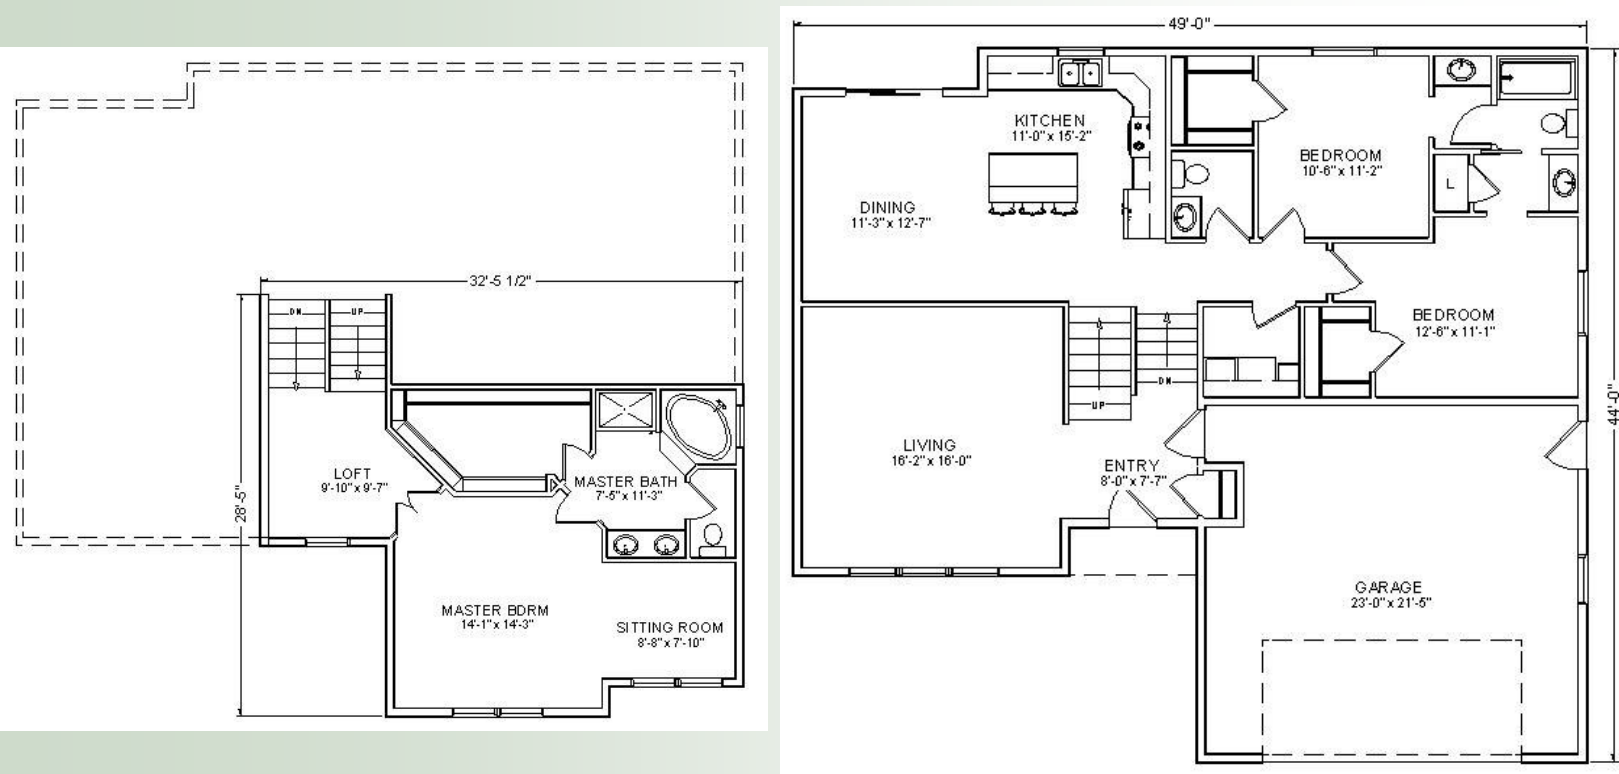 32'-5 1/2"
DN
UP
28'-5"
LOFT
9'-10" x 9'-7"
MASTER BATH
7'-5" x 11'-3"
MASTER BDRM
14'-1" x 14'-3"
SITTING ROOM
8'-8" x 7'-10"
49'-0"
KITCHEN
11'-0" x 15'-2"
BEDROOM
10'-6" x 11'-2"
L
DINING
11'-3" x 12'-7"
BEDROOM
12'-6" x 11'-1"
DN
UP
44'-0"
LIVING
16'-2" x 16'-0"
ENTRY
8'-0" x 7'-7"
GARAGE
23'-0" x 21'-5"